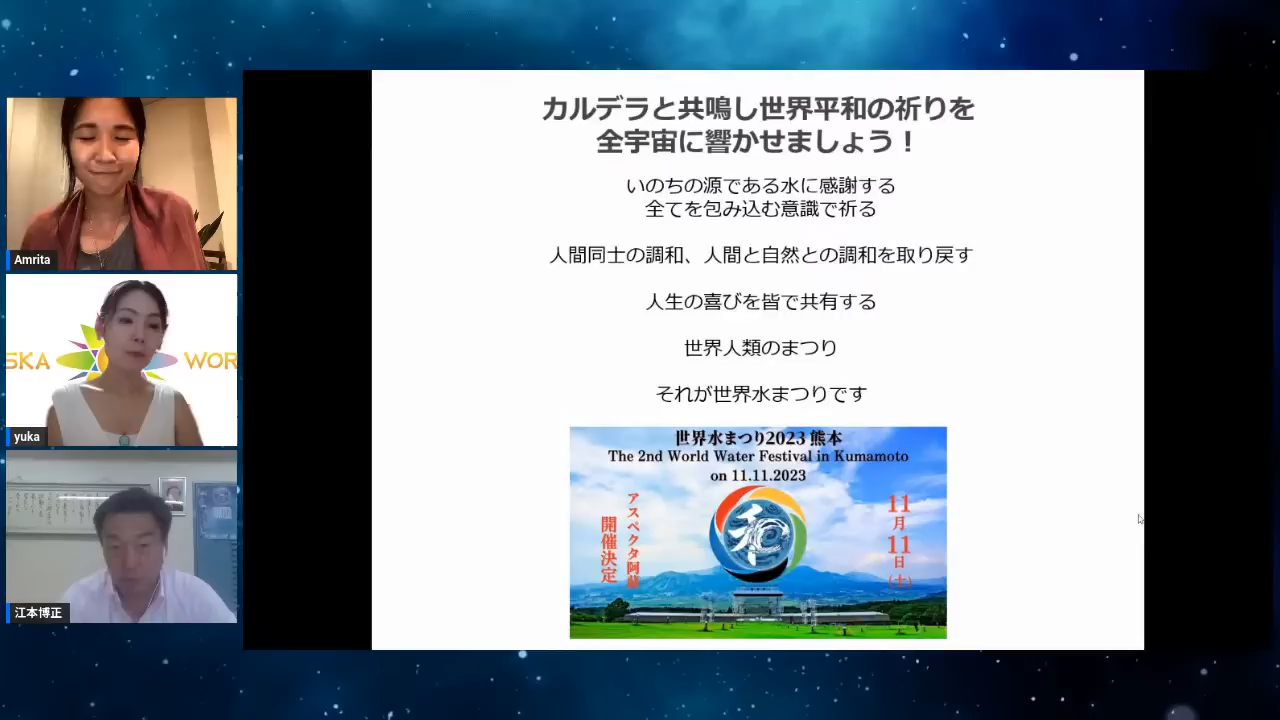 カルデラと共鳴し世界平和の祈りを
全宇宙に響かせましょう！
いのちの源である水に感謝する
全てを包み込む意識で祈る
人間同士の調和、人間と自然との調和を取り戻す
人生の喜びを皆で共有する
世界人類のまつり
それが世界水まつりです
世界水まつり2023 熊本
The 2nd World Water Festival in Kumamoto
on 11.11.2023
アスペクタ阿蘇
開催決定
和
11
月
11
日
(土)
Amrita
SKA WOR
yuka
江本博正